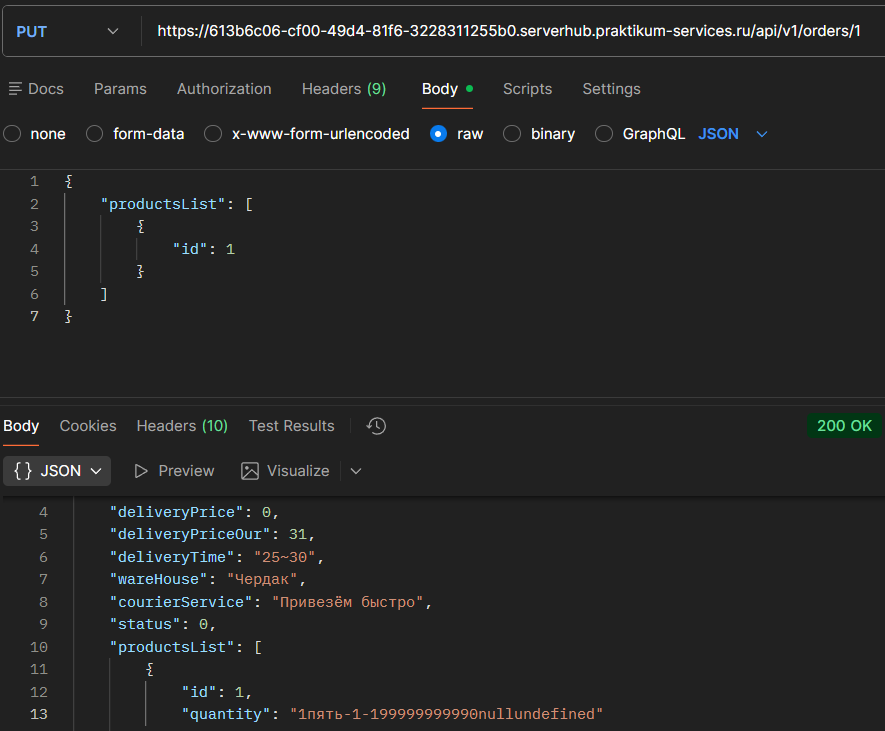 PUT https://613b6c06-cf00-49d4-81f6-3228311255b0.serverhub.praktikum-services.ru/api/v1/orders/1
Docs Params Authorization Headers (9) Body Scripts Settings
none form-data x-www-form-urlencoded raw binary GraphQL JSON
1 {
2 "productsList": [
3 {
4 "id": 1
5 }
6 ]
7 }
Body Cookies Headers (10) Test Results 200 OK
{} JSON Preview Visualize
4 "deliveryPrice": 0,
5 "deliveryPriceOur": 31,
6 "deliveryTime": "25~30",
7 "wareHouse": "Чердак",
8 "courierService": "Привезём быстро",
9 "status": 0,
10 "productsList": [
11 {
12 "id": 1,
13 "quantity": "1пять-1-199999999990nullundefined"